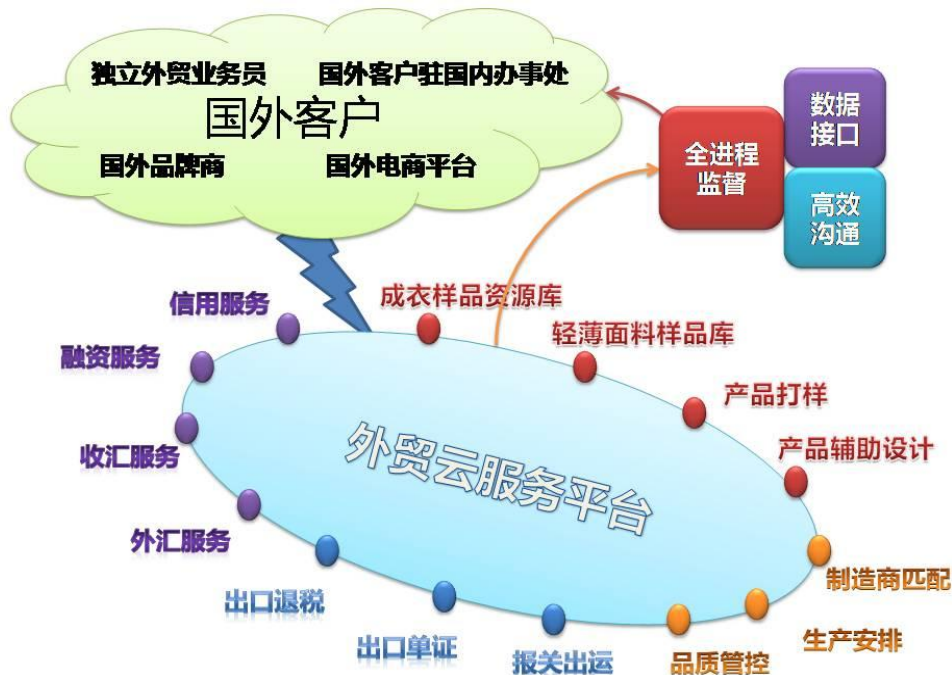 独立外贸业务员 国外客户驻国内办事处
国外客户
国外品牌商 国外电商平台
数据
接口
全进程
监督
高效
沟通
成衣样品资源库
信用服务
轻薄面料样品库
融资服务
产品打样
收汇服务
外贸云服务平台
产品辅助设计
外汇服务
制造商匹配
出口退税
生产安排
出口单证
报关出运
品质管控